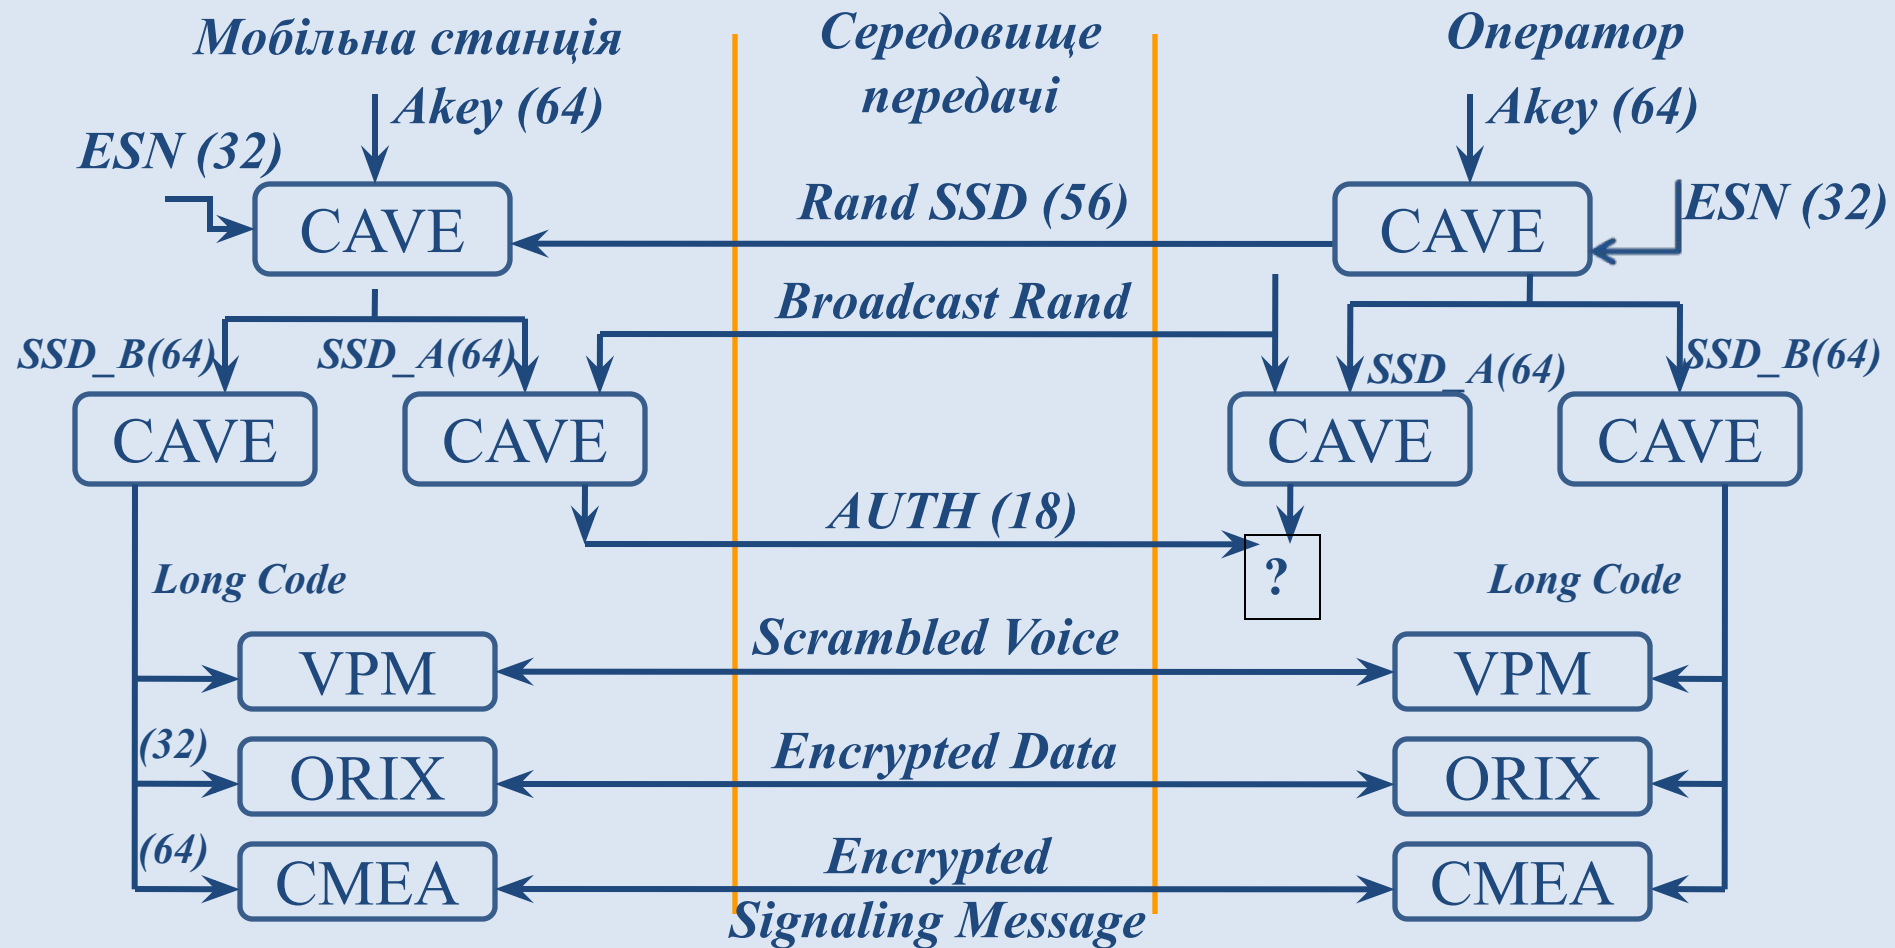 Мобільна станція
Середовище
передачі
Оператор
Akey (64)
Akey (64)
ESN (32)
ESN (32)
CAVE
Rand SSD (56)
CAVE
Broadcast Rand
SSD_B(64)
SSD_A(64)
SSD_A(64)
SSD_B(64)
CAVE
CAVE
CAVE
CAVE
AUTH (18)
?
Long Code
Long Code
Scrambled Voice
VPM
VPM
(32)
Encrypted Data
ORIX
ORIX
(64)
Encrypted
Signaling Message
CMEA
CMEA